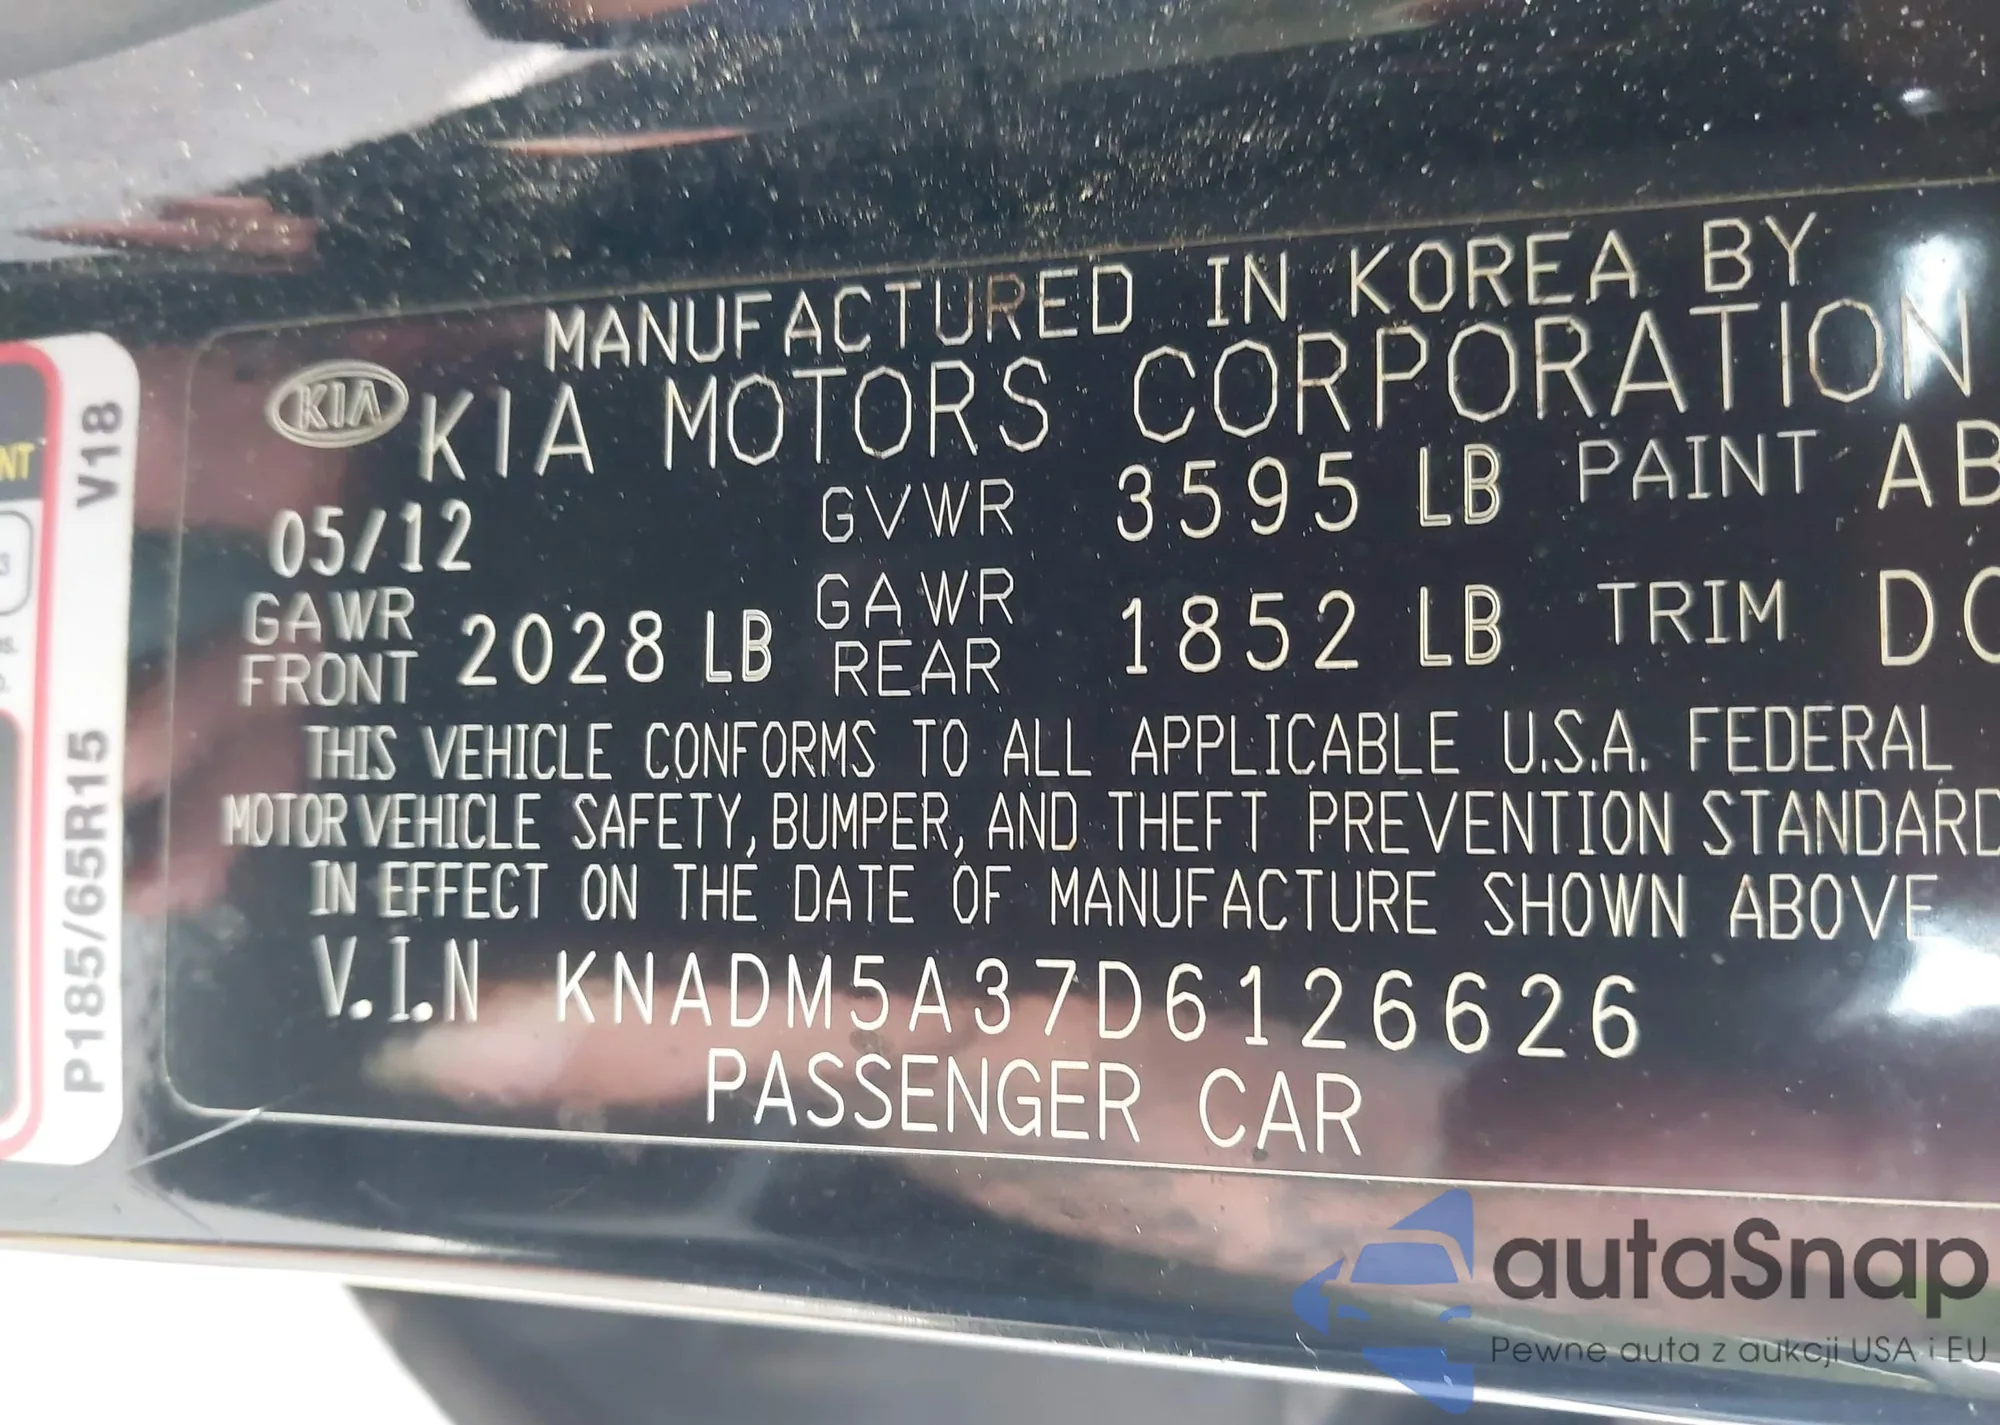 MANUFACTURED IN KOREA BY
KIA KIA MOTORS CORPORATION
05/12 GVWR 3595 LB PAINT AB
GAWR FRONT 2028 LB GAWR REAR 1852 LB TRIM
THIS VEHICLE CONFORMS TO ALL APPLICABLE U.S.A. FEDERAL
MOTOR VEHICLE SAFETY, BUMPER, AND THEFT PREVENTION STANDARD
IN EFFECT ON THE DATE OF MANUFACTURE SHOWN ABOVE
V.I.N KNADM5A37D6126626
PASSENGER CAR
P185/65R15 V18
NT
3
autaSnap
Pewne auta z aukcji USA i EU